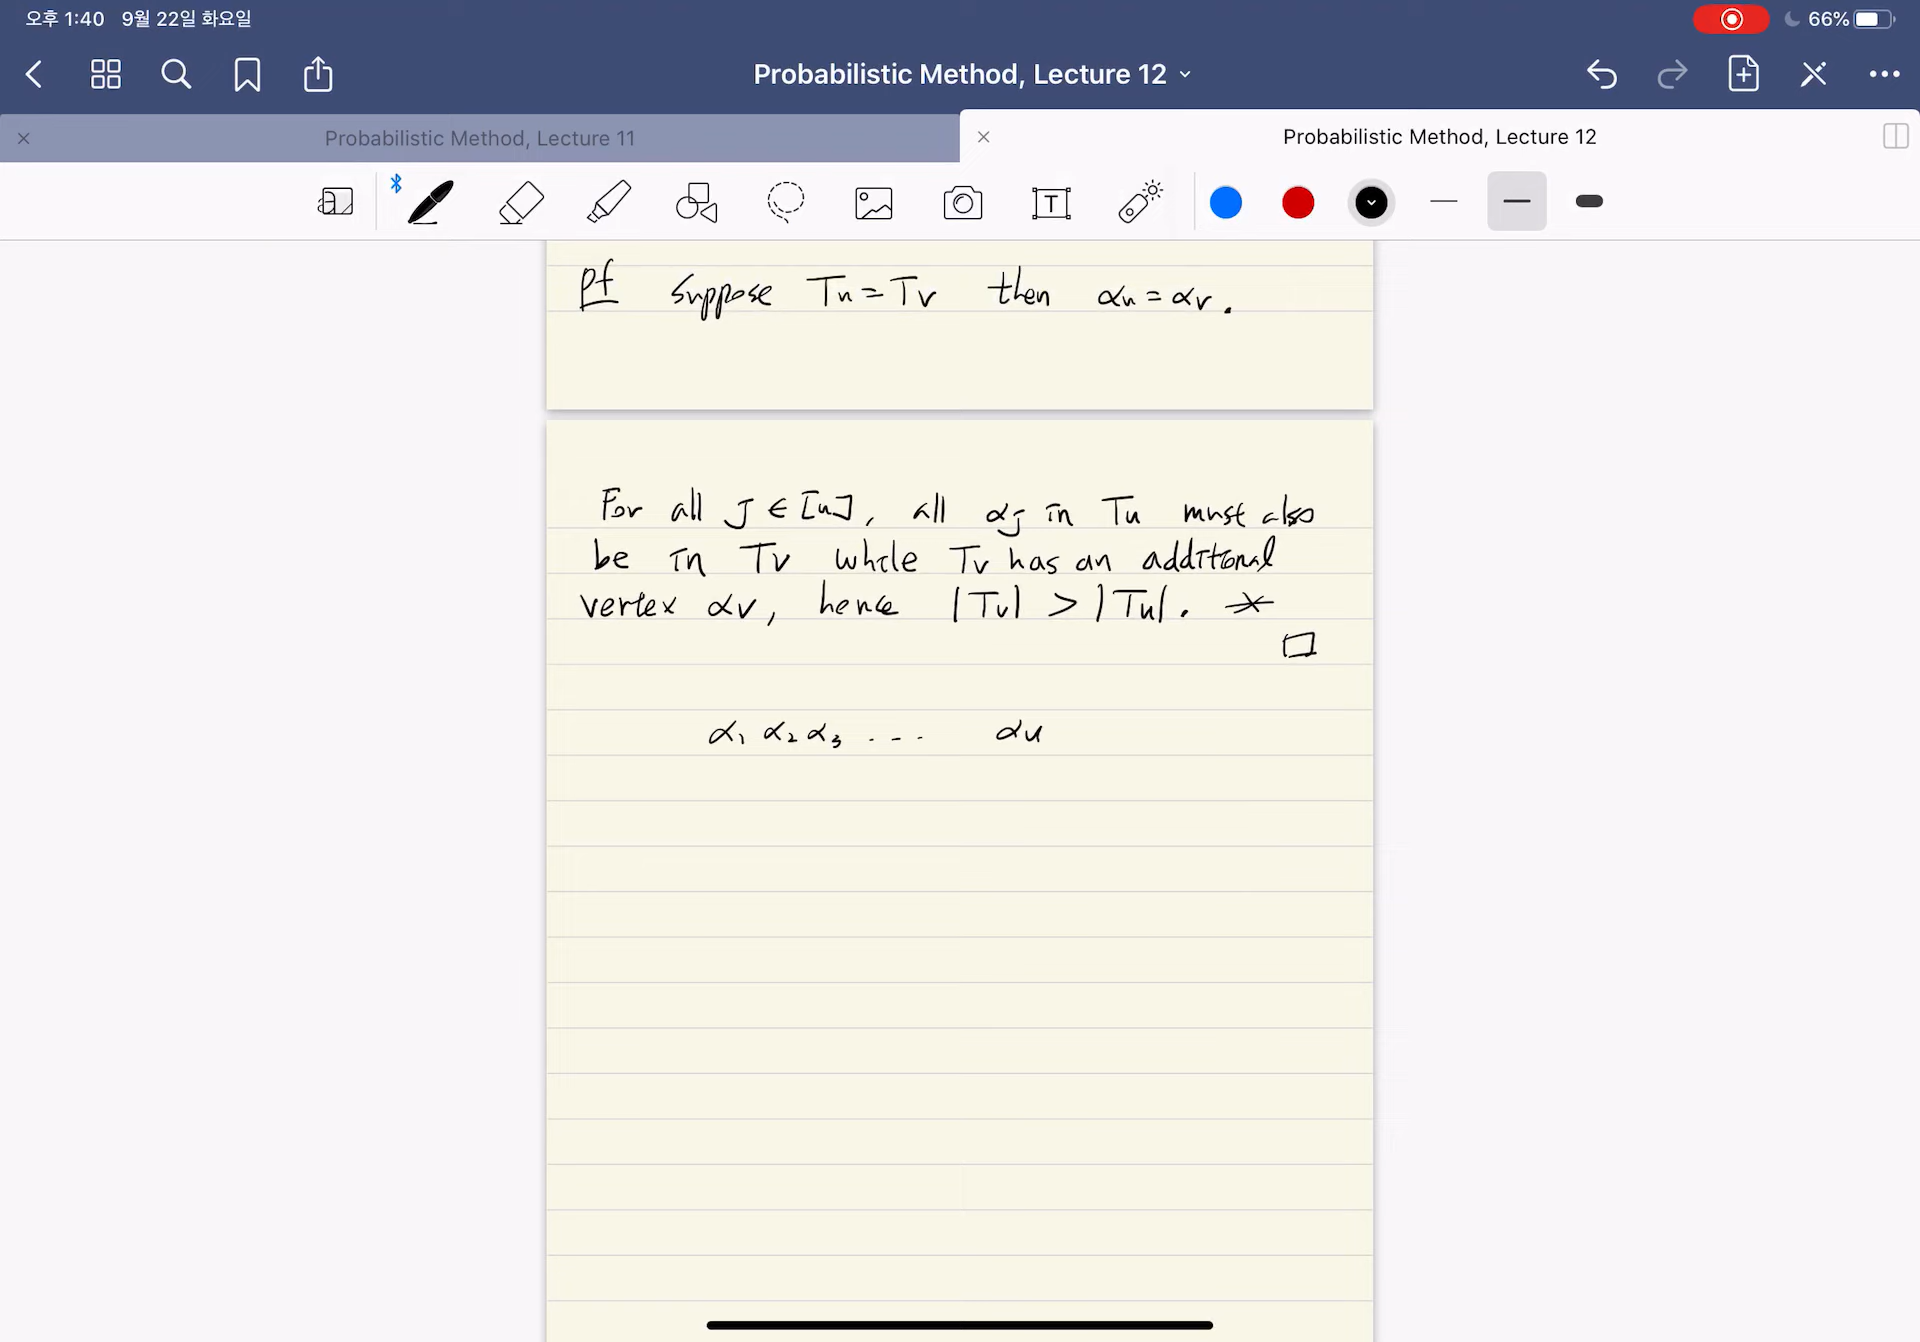 오후 1:40 9월 22일 화요일
66%
Probabilistic Method, Lecture 12
Probabilistic Method, Lecture 11
Probabilistic Method, Lecture 12
Pf Suppose Tu = Tv then αu = αv.
For all j ∈ [u], all αj in Tu must also
be in Tv while Tv has an additional
vertex αv, hence |Tv| > |Tu|. ※
□
α₁ α₂ α₃ . . . αu